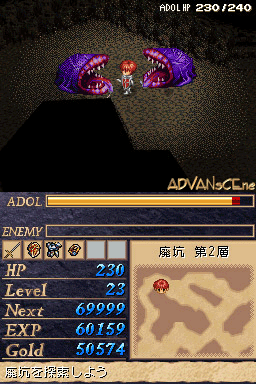 ADOL HP 230/240
ADVANsCEne
ADOL
ENEMY
HP 230
Level 23
Next 69999
EXP 60159
Gold 50574
廃坑 第2層
廃坑を探索しよう